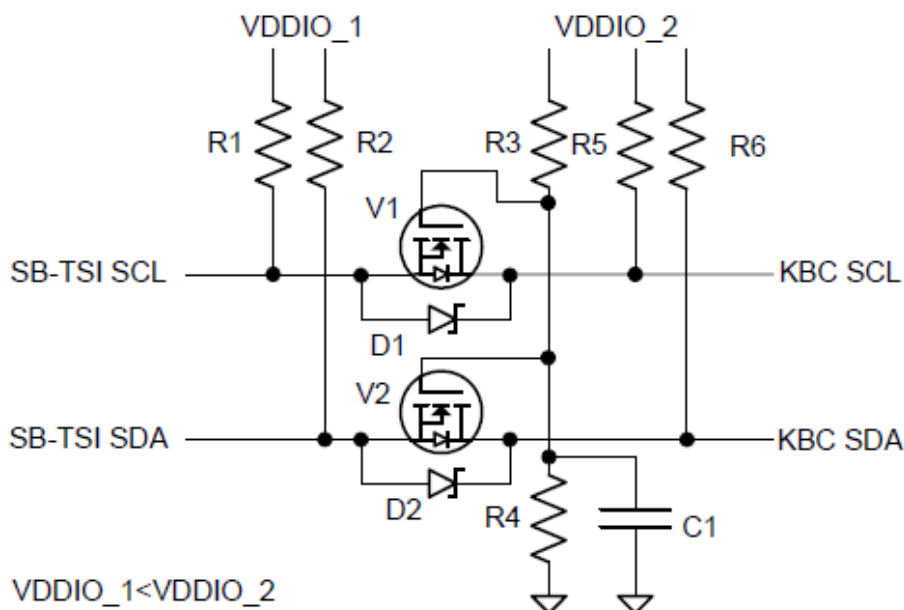 VDDIO_1
VDDIO_2
R1
R2
R3
R5
R6
V1
SB-TSI SCL
KBC SCL
D1
V2
SB-TSI SDA
KBC SDA
D2
R4
C1
VDDIO_1<VDDIO_2